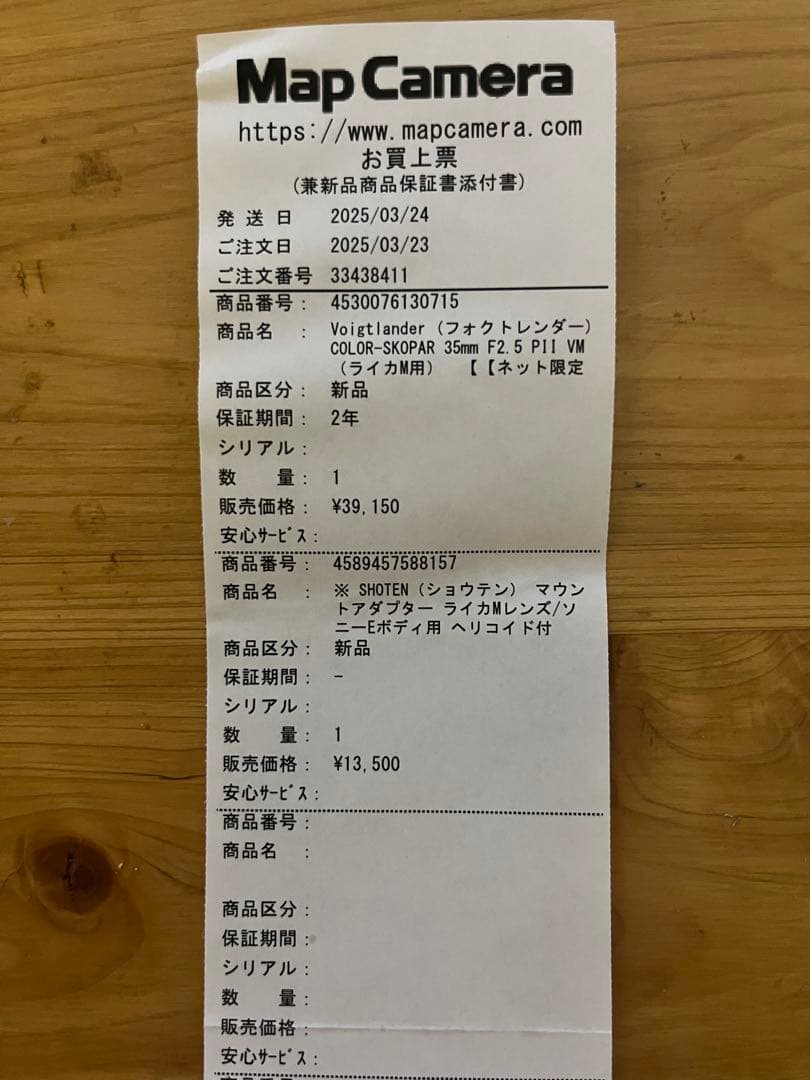 Map Camera
https://www.mapcamera.com
お買上票
(兼新品商品保証書添付書)
発 送 日 2025/03/24
ご注文日 2025/03/23
ご注文番号 33438411
商品番号: 4530076130715
商品名 : Voigtlander (フォクトレンダー)
COLOR-SKOPAR 35mm F2.5 PII VM
(ライカM用) 【【ネット限定
商品区分: 新品
保証期間: 2年
シリアル:
数 量: 1
販売価格: ¥39,150
安心ｻｰﾋﾞｽ:
商品番号: 4589457588157
商品名 : ※ SHOTEN(ショウテン) マウン
トアダプター ライカMレンズ/ソ
ニーEボディ用 ヘリコイド付
商品区分: 新品
保証期間: -
シリアル:
数 量: 1
販売価格: ¥13,500
安心ｻｰﾋﾞｽ:
商品番号:
商品名 :
商品区分:
保証期間:
シリアル:
数 量:
販売価格:
安心ｻｰﾋﾞｽ: